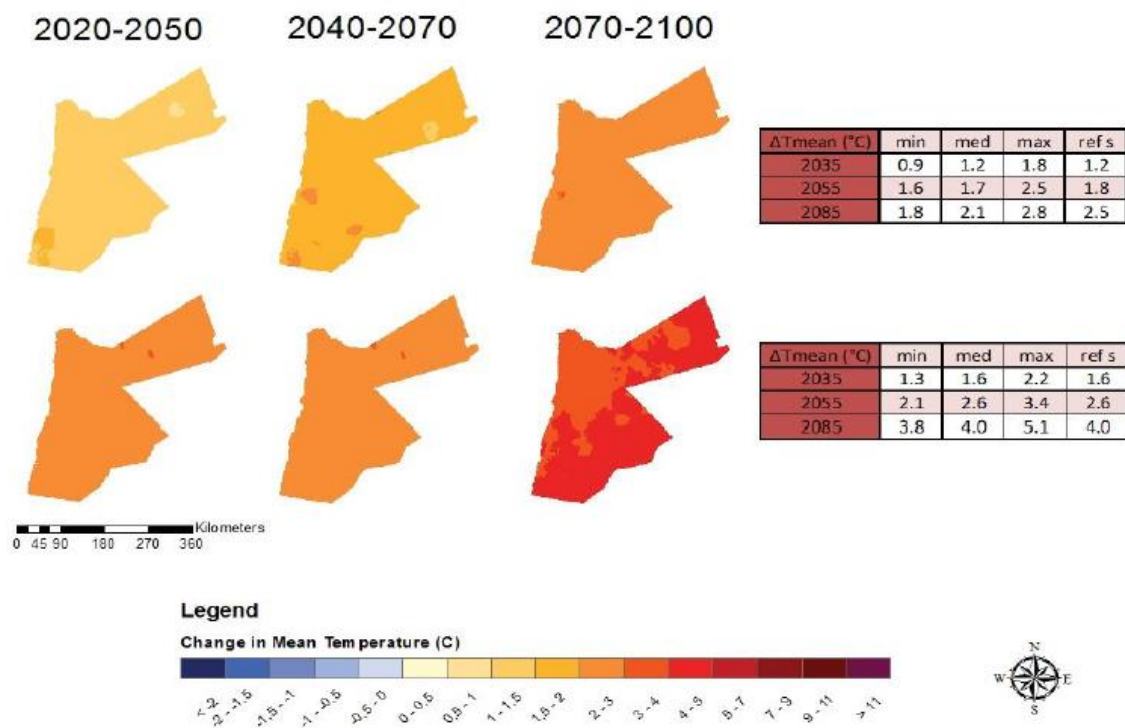 2020-2050 2040-2070 2070-2100
ΔTmean (°C) min med max ref s
2035 0.9 1.2 1.8 1.2
2055 1.6 1.7 2.5 1.8
2085 1.8 2.1 2.8 2.5
ΔTmean (°C) min med max ref s
2035 1.3 1.6 2.2 1.6
2055 2.1 2.6 3.4 2.6
2085 3.8 4.0 5.1 4.0
Kilometers
0 45 90 180 270 360
Legend
Change in Mean Temperature (C)
< -2 -2 - -1.5 -1.5 - -1 -1 - -0.5 -0.5 - 0 0 - 0.5 0.5 - 1 1 - 1.5 1.5 - 2 2 - 3 3 - 4 4 - 5 5 - 7 7 - 9 9 - 11 > 11
N
W E
S